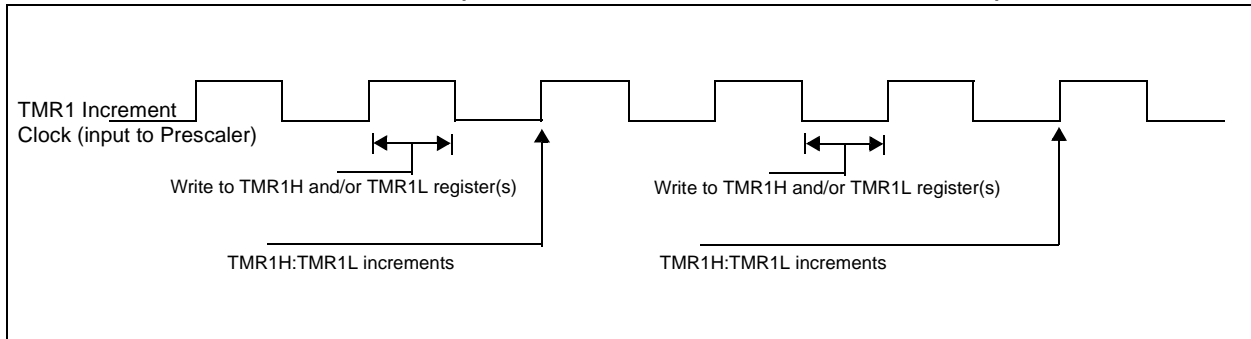 TMR1 Increment
Clock (input to Prescaler)
Write to TMR1H and/or TMR1L register(s)
Write to TMR1H and/or TMR1L register(s)
TMR1H:TMR1L increments
TMR1H:TMR1L increments